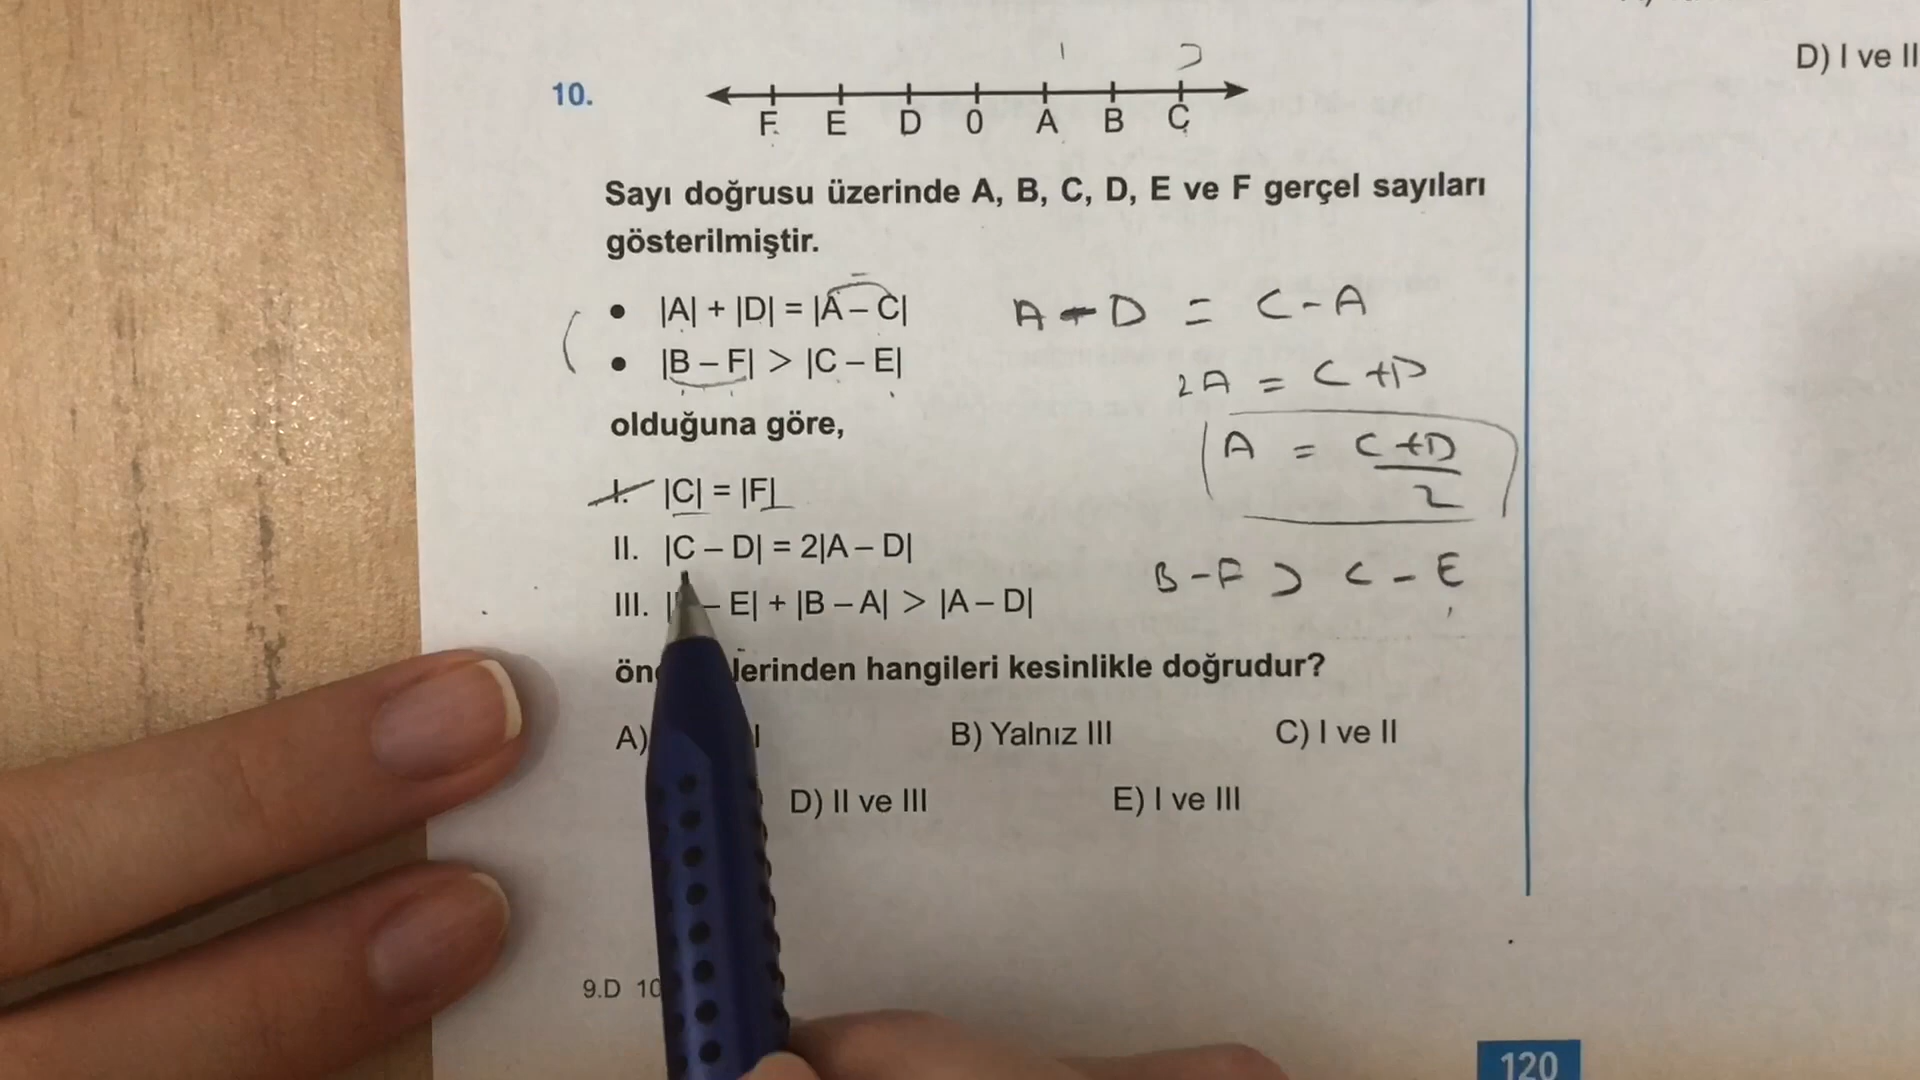 D) I ve II
10.
F E D 0 A B C
Sayı doğrusu üzerinde A, B, C, D, E ve F gerçel sayıları
gösterilmiştir.
• |A| + |D| = |A – C|
A - D = C - A
• |B – F| > |C – E|
2A = C + D
olduğuna göre,
A = C+D
2
I. |C| = |F|
II. |C – D| = 2|A – D|
B - F > C - E
III. – E| + |B – A| > |A – D|
hangileri kesinlikle doğrudur?
A)
B) Yalnız III
C) I ve II
D) II ve III
E) I ve III
9.D 10
120